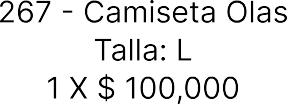 267 - Camiseta Olas
Talla: L
1 X $ 100,000